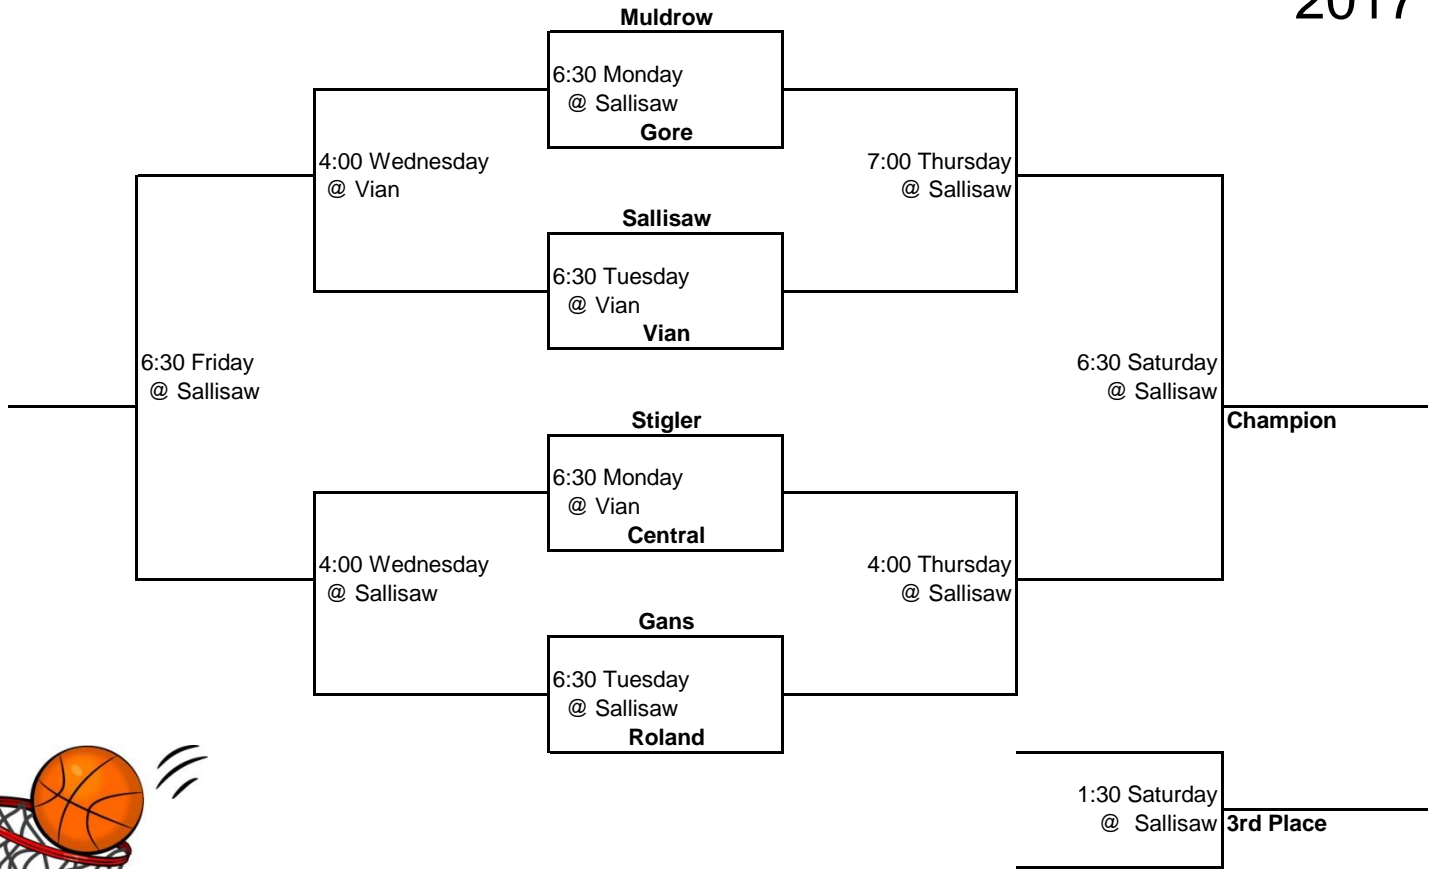 2017
Muldrow
6:30 Monday
@ Sallisaw
Gore
4:00 Wednesday
@ Vian
7:00 Thursday
@ Sallisaw
Sallisaw
6:30 Tuesday
@ Vian
Vian
6:30 Friday
@ Sallisaw
6:30 Saturday
@ Sallisaw
Champion
Stigler
6:30 Monday
@ Vian
Central
4:00 Wednesday
@ Sallisaw
4:00 Thursday
@ Sallisaw
Gans
6:30 Tuesday
@ Sallisaw
Roland
1:30 Saturday
@ Sallisaw
3rd Place